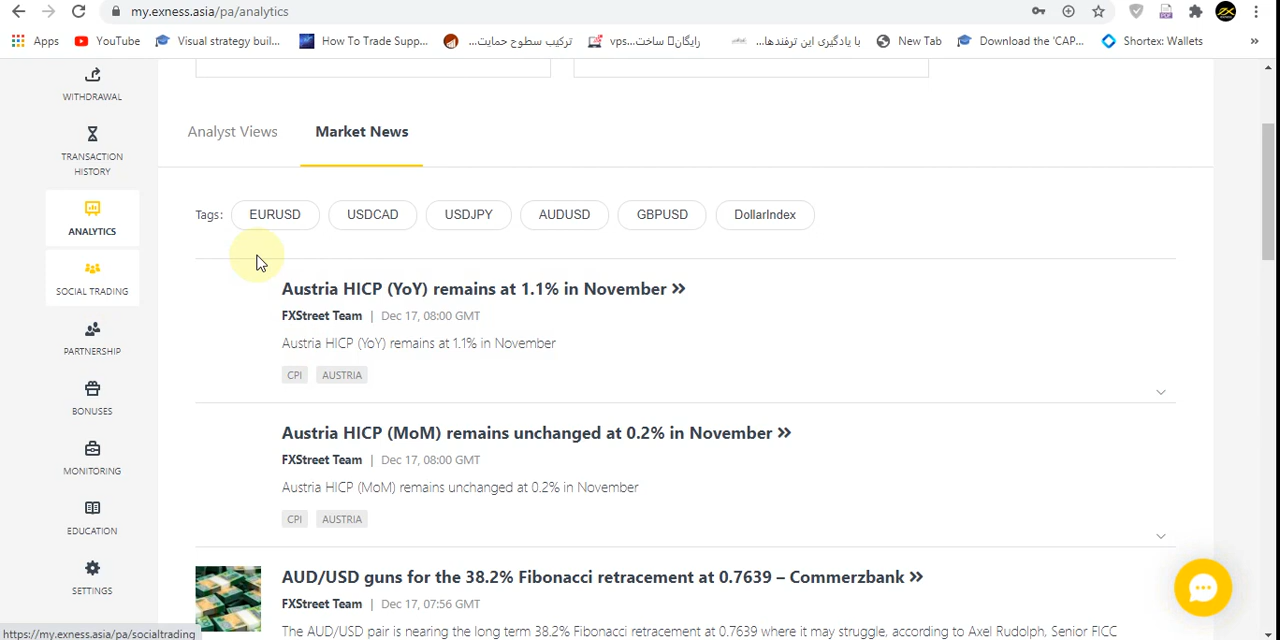 my.exness.asia/pa/analytics
Apps YouTube Visual strategy buil... How To Trade Supp... ترکیب سطوح حمایت... رایگان▯ ساخت...vps با یادگیری این ترفندها... New Tab Download the 'CAP... Shortex: Wallets »
WITHDRAWAL
TRANSACTION
HISTORY
ANALYTICS
SOCIAL TRADING
PARTNERSHIP
BONUSES
MONITORING
EDUCATION
SETTINGS
Analyst Views Market News
Tags: EURUSD USDCAD USDJPY AUDUSD GBPUSD DollarIndex
Austria HICP (YoY) remains at 1.1% in November »
FXStreet Team | Dec 17, 08:00 GMT
Austria HICP (YoY) remains at 1.1% in November
CPI AUSTRIA
Austria HICP (MoM) remains unchanged at 0.2% in November »
FXStreet Team | Dec 17, 08:00 GMT
Austria HICP (MoM) remains unchanged at 0.2% in November
CPI AUSTRIA
AUD/USD guns for the 38.2% Fibonacci retracement at 0.7639 – Commerzbank »
FXStreet Team | Dec 17, 07:56 GMT
The AUD/USD pair is nearing the long term 38.2% Fibonacci retracement at 0.7639 where it may struggle, according to Axel Rudolph, Senior FICC
https://my.exness.asia/pa/socialtrading